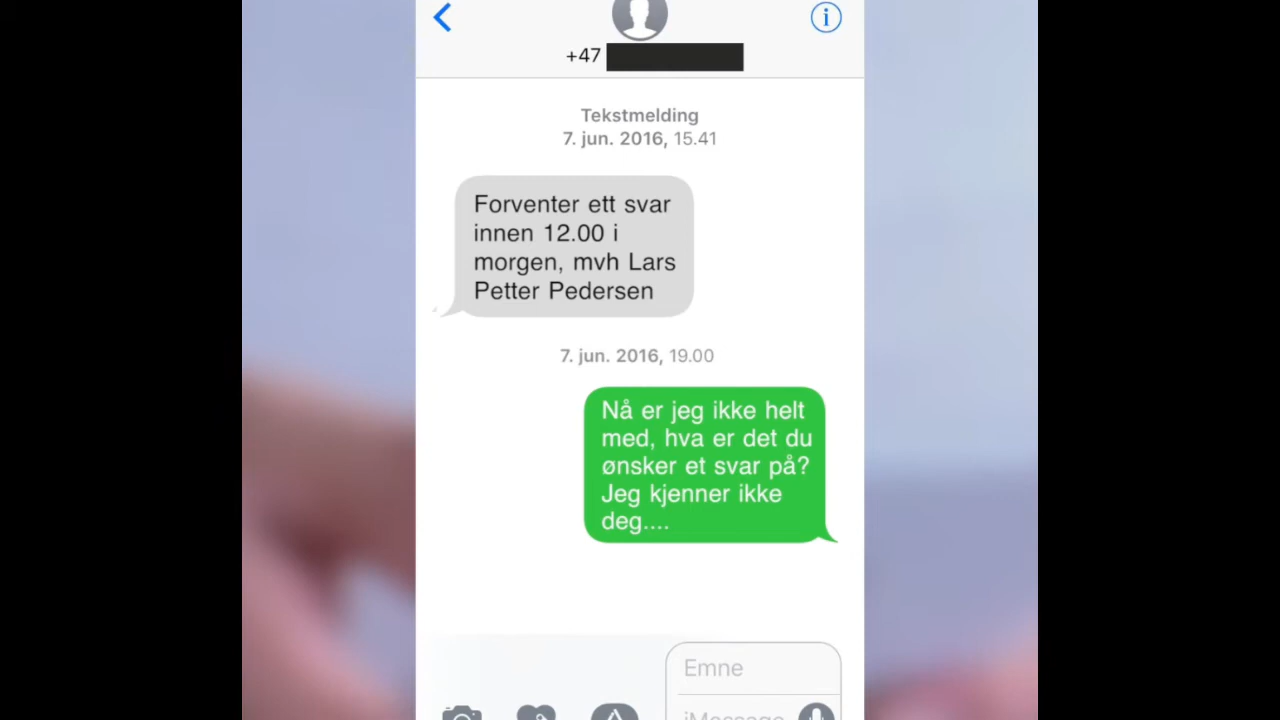 +47
Tekstmelding
7. jun. 2016, 15.41
Forventer ett svar
innen 12.00 i
morgen, mvh Lars
Petter Pedersen
7. jun. 2016, 19.00
Nå er jeg ikke helt
med, hva er det du
ønsker et svar på?
Jeg kjenner ikke
deg....
Emne
iMessage